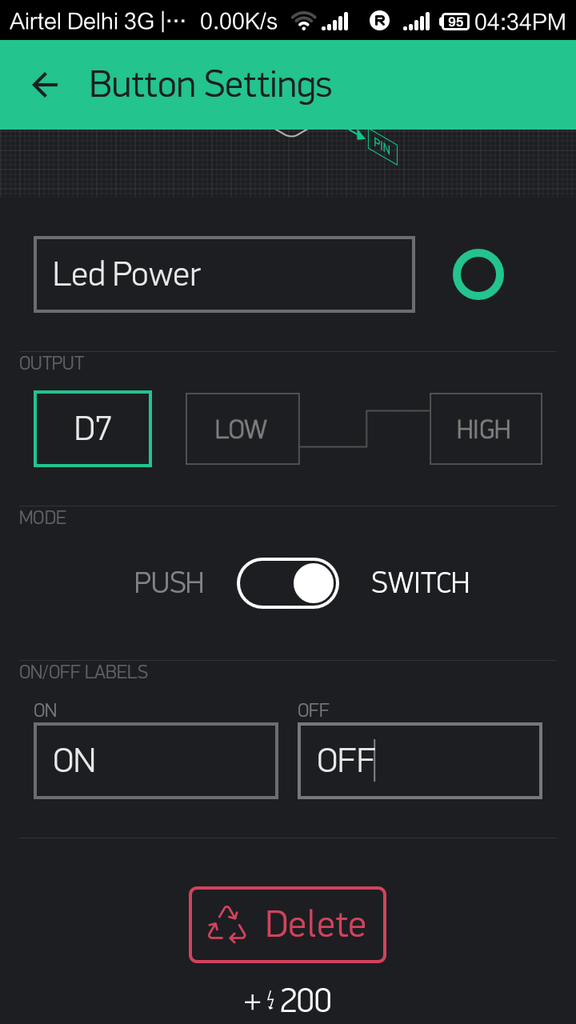 Airtel Delhi 3G |··· 0.00K/s R 95 04:34PM
Button Settings
PIN
Led Power
OUTPUT
D7 LOW HIGH
MODE
PUSH SWITCH
ON/OFF LABELS
ON OFF
ON OFF
Delete
+ 200